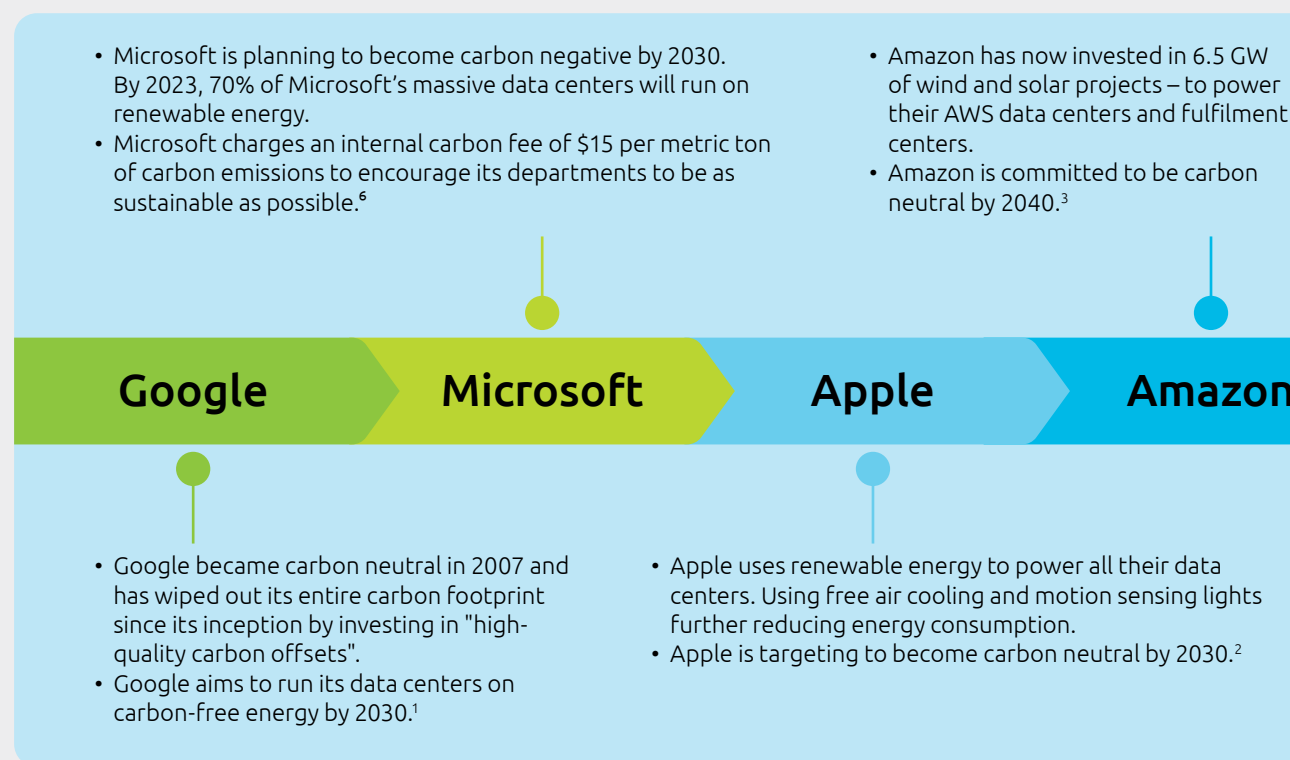 • Microsoft is planning to become carbon negative by 2030.
By 2023, 70% of Microsoft's massive data centers will run on
renewable energy.
• Microsoft charges an internal carbon fee of $15 per metric ton
of carbon emissions to encourage its departments to be as
sustainable as possible.⁶
• Amazon has now invested in 6.5 GW
of wind and solar projects – to power
their AWS data centers and fulfilment
centers.
• Amazon is committed to be carbon
neutral by 2040.³
Google
Microsoft
Apple
Amazon
• Google became carbon neutral in 2007 and
has wiped out its entire carbon footprint
since its inception by investing in "high-
quality carbon offsets".
• Google aims to run its data centers on
carbon-free energy by 2030.¹
• Apple uses renewable energy to power all their data
centers. Using free air cooling and motion sensing lights
further reducing energy consumption.
• Apple is targeting to become carbon neutral by 2030.²